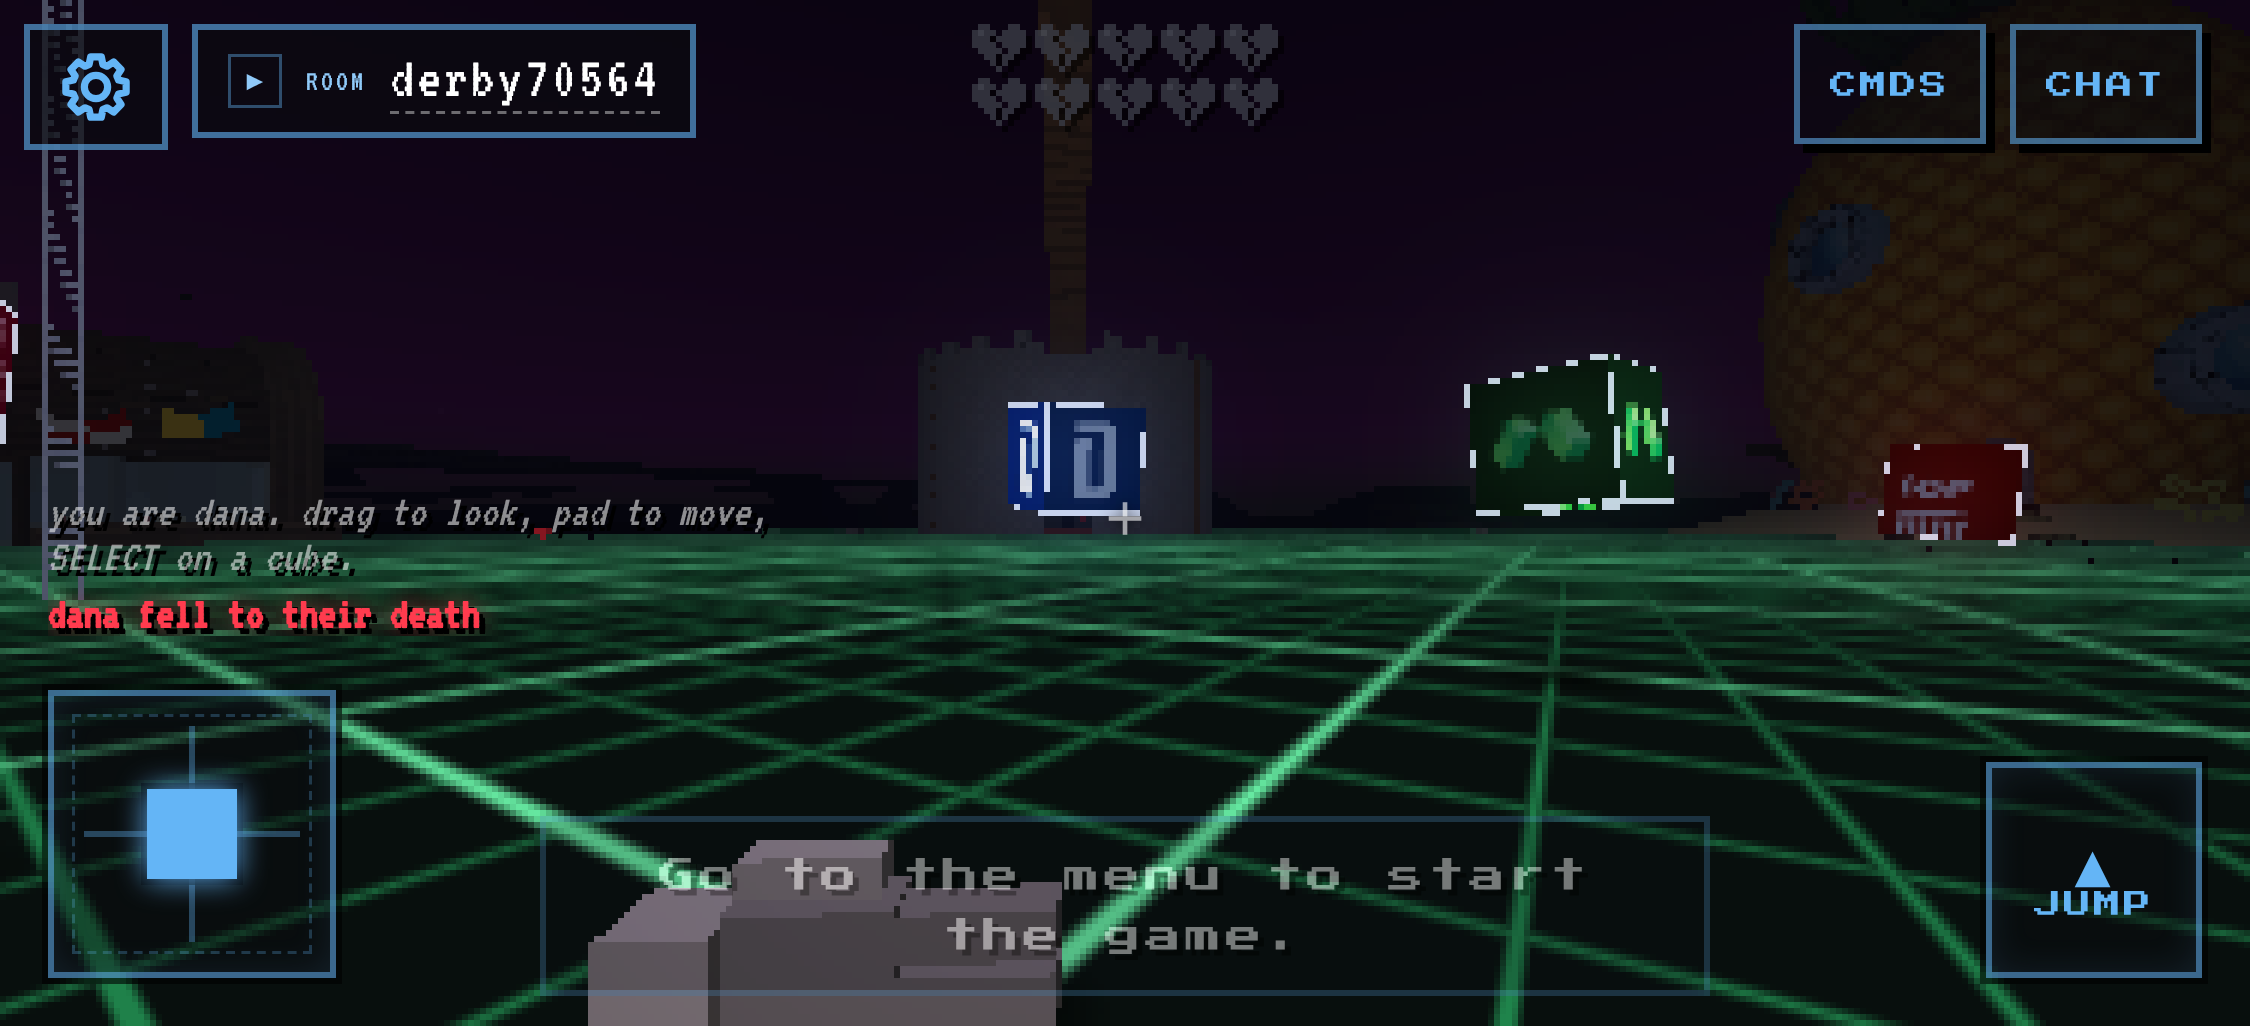 ROOM derby70564
CMDS
CHAT
you are dana. drag to look, pad to move,
SELECT on a cube.
dana fell to their death
Go to the menu to start
the game.
JUMP